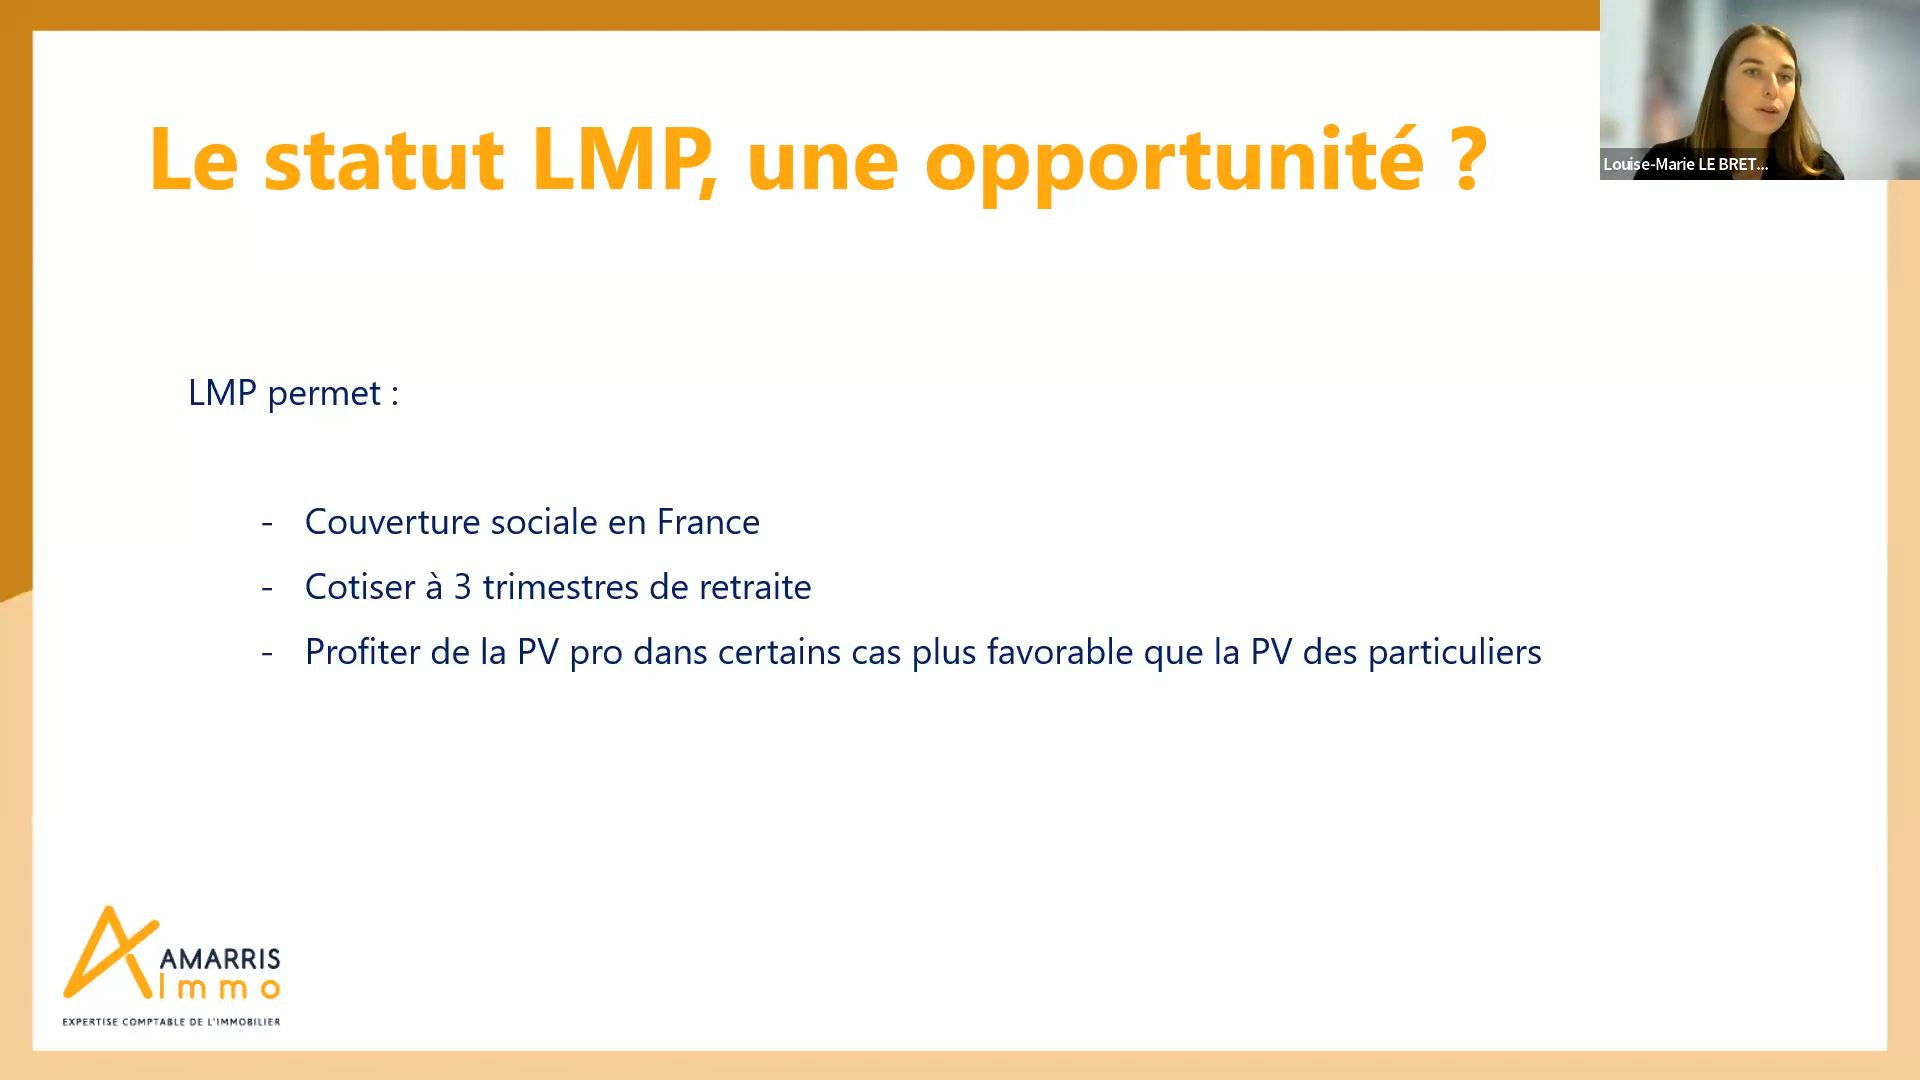 Le statut LMP, une opportunité ?
Louise-Marie LE BRET...
LMP permet :
- Couverture sociale en France
- Cotiser à 3 trimestres de retraite
- Profiter de la PV pro dans certains cas plus favorable que la PV des particuliers
AMARRIS
Immo
EXPERTISE COMPTABLE DE L'IMMOBILIER